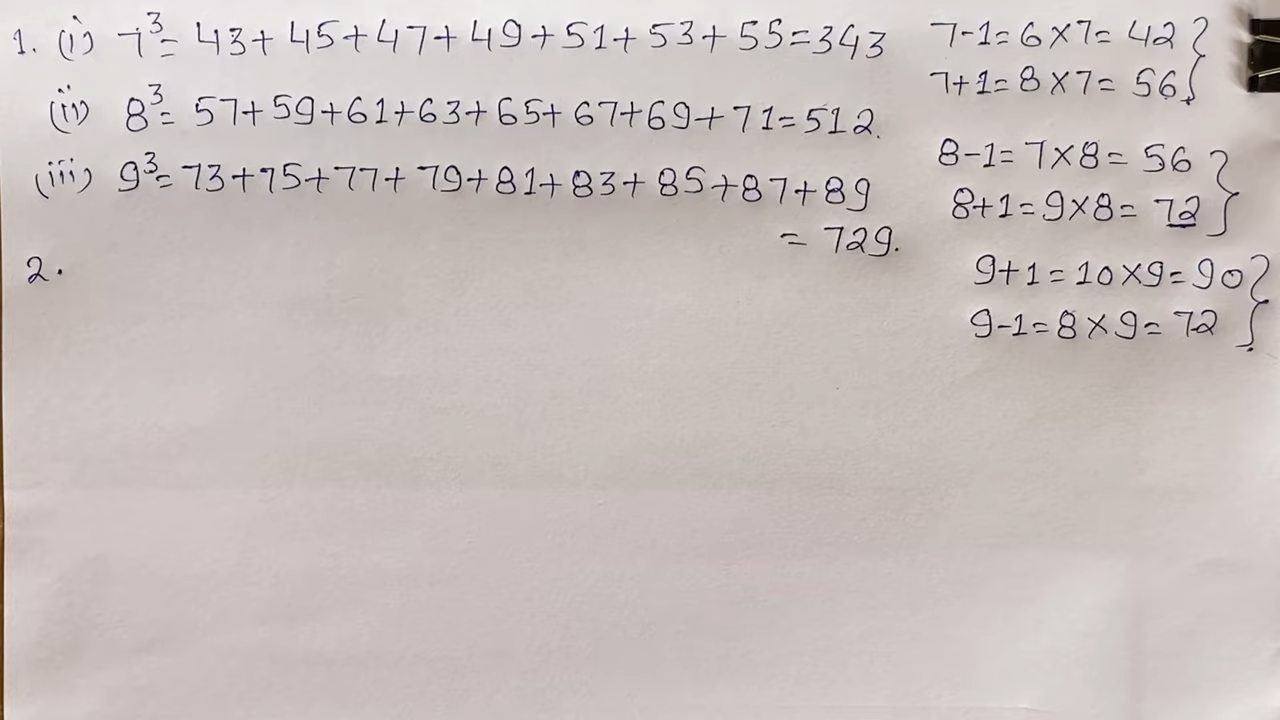 1. (i) 7³ = 43+45+47+49+51+53+55=343
(ii) 8³ = 57+59+61+63+65+67+69+71=512.
(iii) 9³ = 73+75+77+79+81+83+85+87+89
= 729.
2.
7-1=6×7=42
7+1=8×7=56
8-1=7×8=56
8+1=9×8=72
9+1=10×9=90
9-1=8×9=72